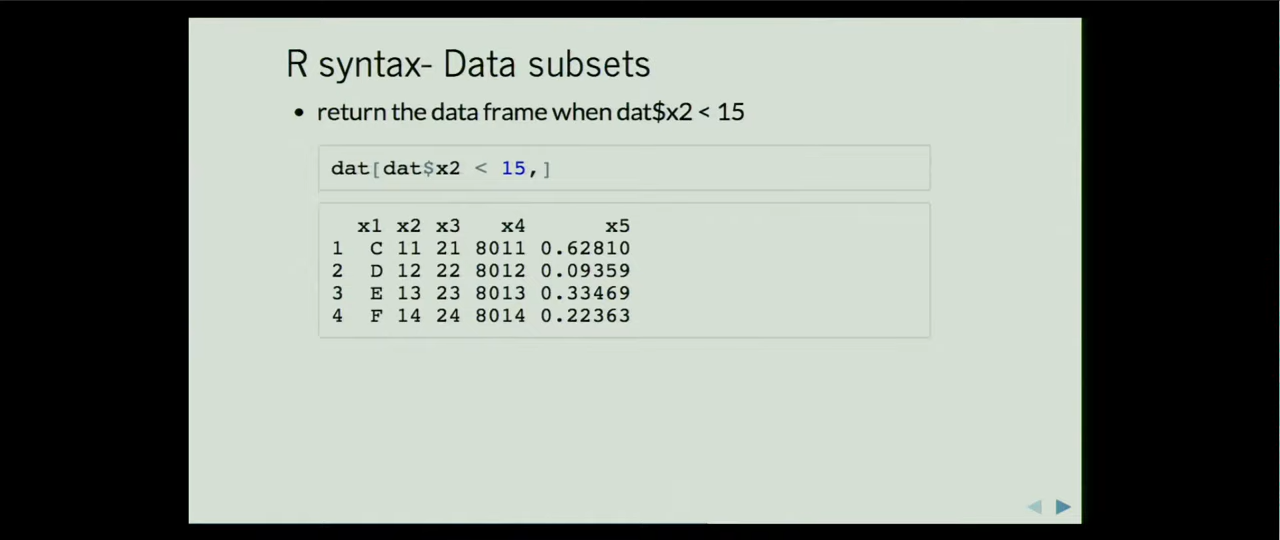 R syntax- Data subsets
• return the data frame when dat$x2 < 15
dat[dat$x2 < 15,]
x1 x2 x3 x4 x5
1 C 11 21 8011 0.62810
2 D 12 22 8012 0.09359
3 E 13 23 8013 0.33469
4 F 14 24 8014 0.22363